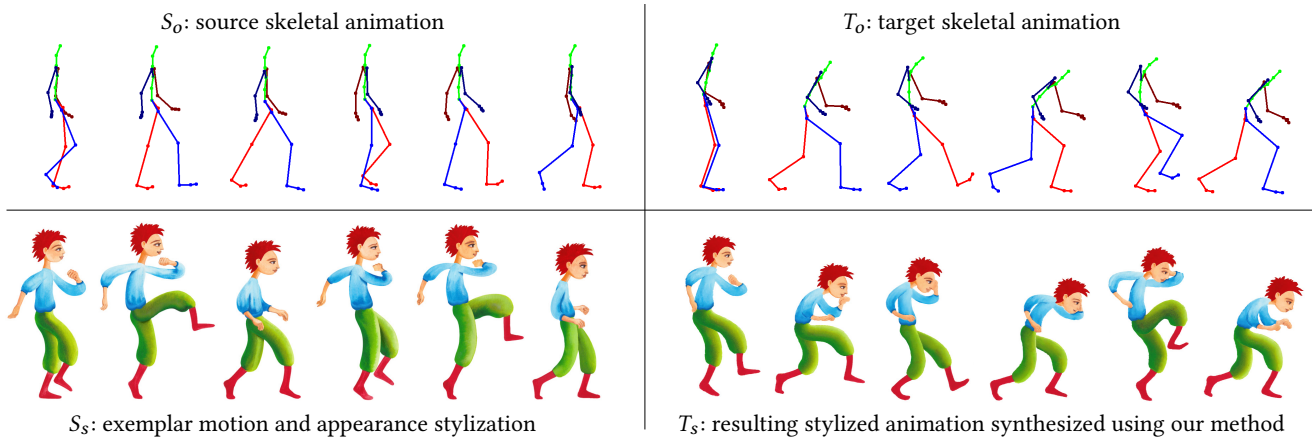 S_o: source skeletal animation
T_o: target skeletal animation
S_s: exemplar motion and appearance stylization
T_s: resulting stylized animation synthesized using our method